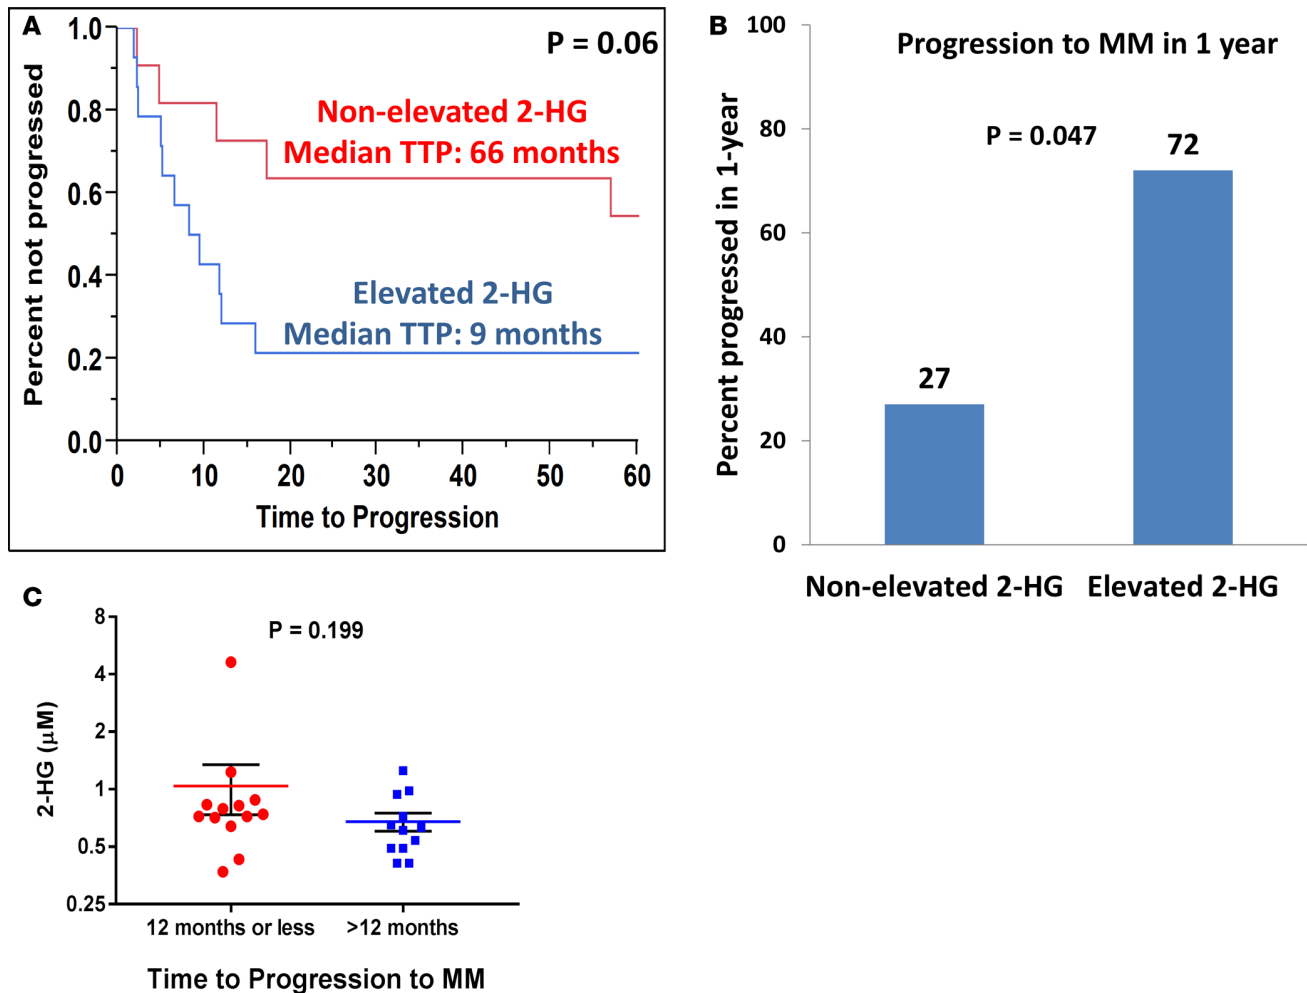 A
P = 0.06
1.0
0.8
0.6
0.4
0.2
0.0
Percent not progressed
Non-elevated 2-HG
Median TTP: 66 months
Elevated 2-HG
Median TTP: 9 months
0 10 20 30 40 50 60
Time to Progression
B
Progression to MM in 1 year
P = 0.047
100
80
60
40
20
0
Percent progressed in 1-year
27
72
Non-elevated 2-HG Elevated 2-HG
C
P = 0.199
8
4
2
1
0.5
0.25
2-HG (μM)
12 months or less >12 months
Time to Progression to MM